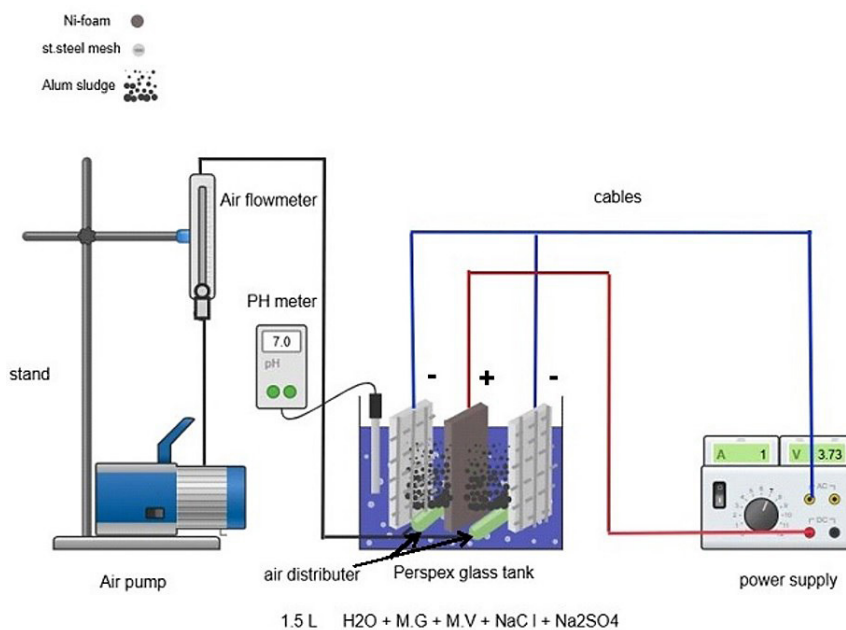 Ni-foam
st.steel mesh
Alum sludge
Air flowmeter
cables
PH meter
7.0
pH
stand
-
+
-
A 1
V 3.73
AC
DC
Air pump
air distributer
Perspex glass tank
power supply
1.5 L H2O + M.G + M.V + NaCl + Na2SO4